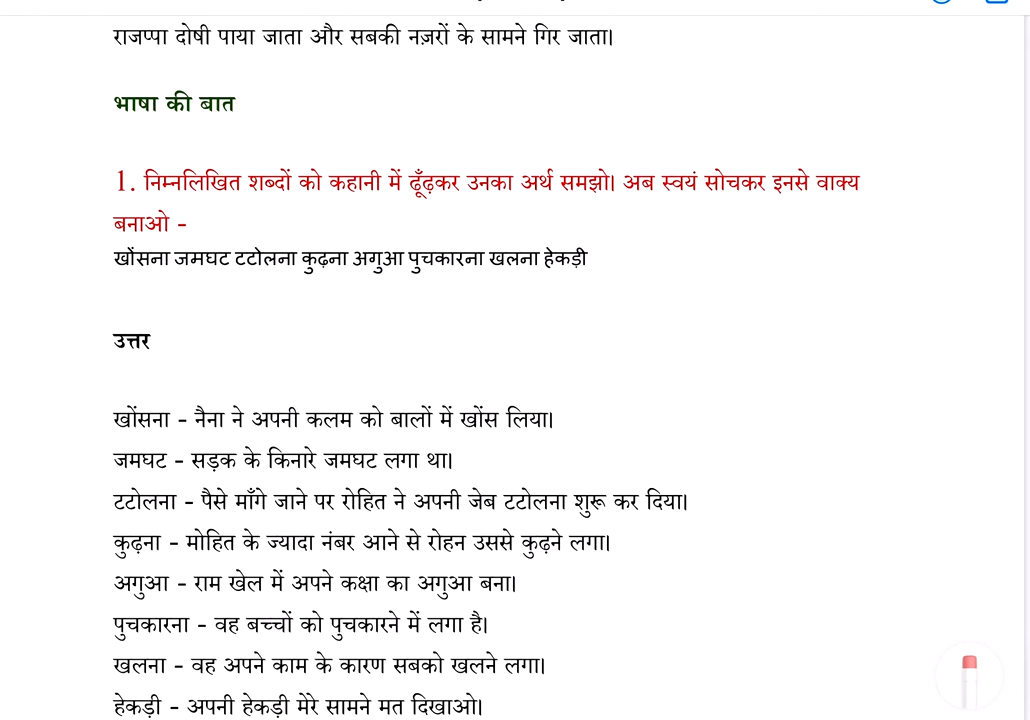 राजप्पा दोषी पाया जाता और सबकी नज़रों के सामने गिर जाता।
भाषा की बात
1. निम्नलिखित शब्दों को कहानी में ढूँढ़कर उनका अर्थ समझो। अब स्वयं सोचकर इनसे वाक्य
बनाओ -
खोंसना जमघट टटोलना कुढ़ना अगुआ पुचकारना खलना हेकड़ी
उत्तर
खोंसना - नैना ने अपनी कलम को बालों में खोंस लिया।
जमघट - सड़क के किनारे जमघट लगा था।
टटोलना - पैसे माँगे जाने पर रोहित ने अपनी जेब टटोलना शुरू कर दिया।
कुढ़ना - मोहित के ज्यादा नंबर आने से रोहन उससे कुढ़ने लगा।
अगुआ - राम खेल में अपने कक्षा का अगुआ बना।
पुचकारना - वह बच्चों को पुचकारने में लगा है।
खलना - वह अपने काम के कारण सबको खलने लगा।
हेकड़ी - अपनी हेकड़ी मेरे सामने मत दिखाओ।